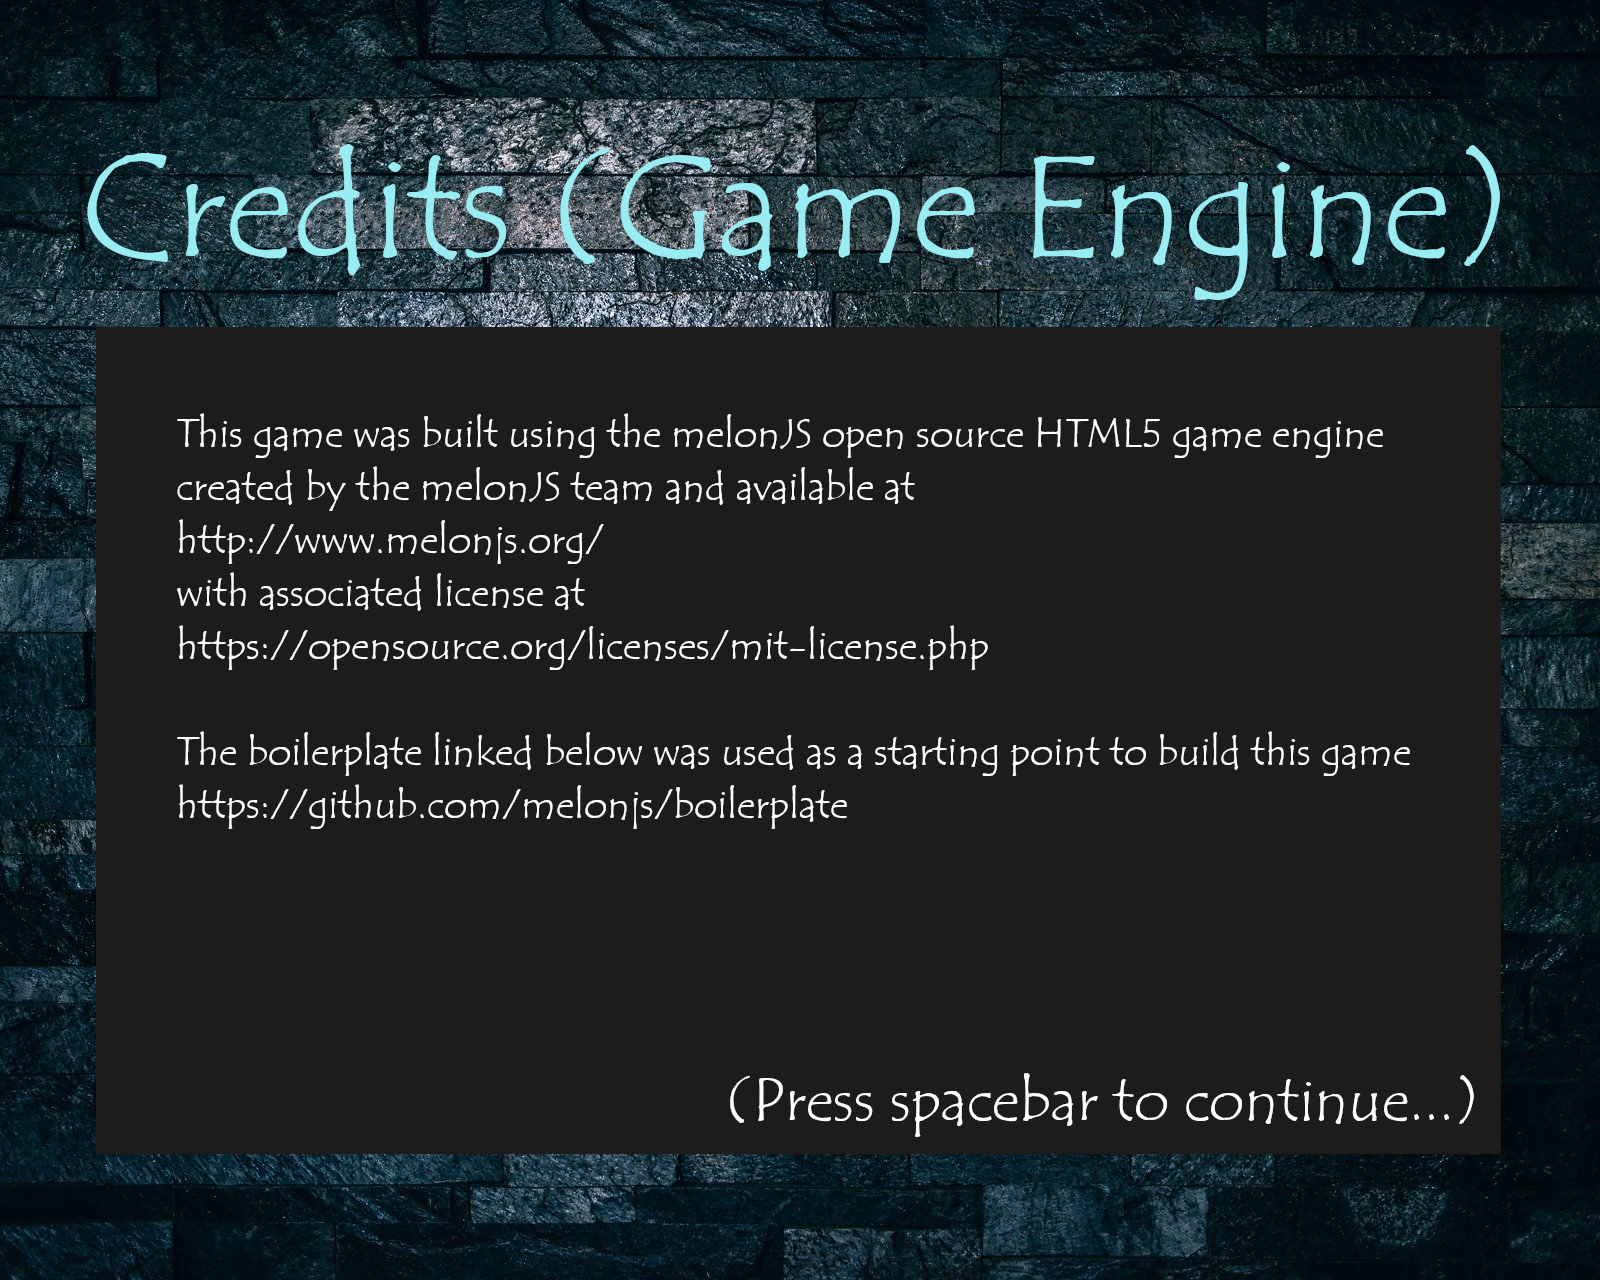 Credits (Game Engine)
This game was built using the melonJS open source HTML5 game engine
created by the melonJS team and available at
http://www.melonjs.org/
with associated license at
https://opensource.org/licenses/mit-license.php
The boilerplate linked below was used as a starting point to build this game
https://github.com/melonjs/boilerplate
(Press spacebar to continue...)